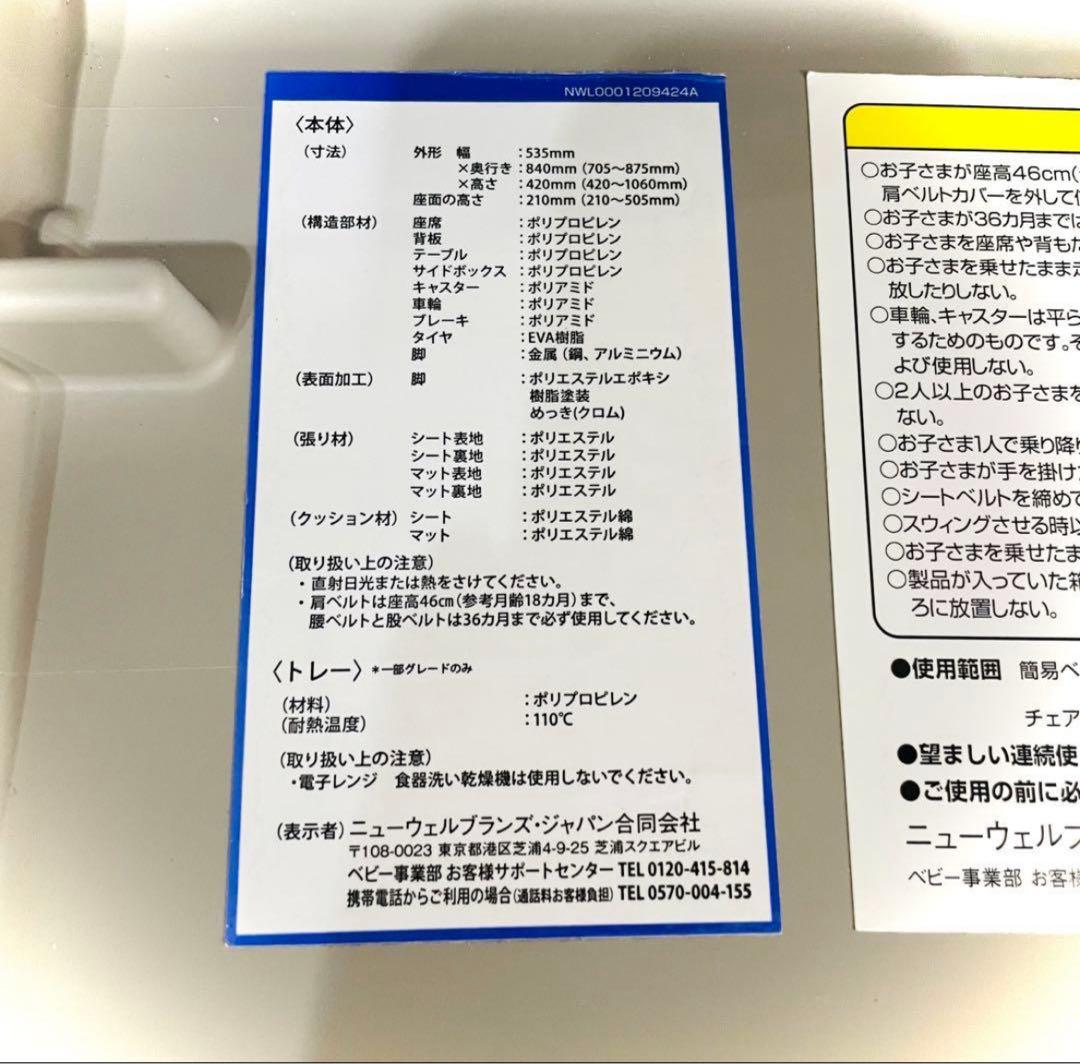 NWL0001209424A
〈本体〉
（寸法） 外形 幅 ：535mm
×奥行き：840mm（705～875mm）
×高さ ：420mm（420～1060mm）
座面の高さ ：210mm（210～505mm）
（構造部材） 座席 ：ポリプロピレン
背板 ：ポリプロピレン
テーブル ：ポリプロピレン
サイドボックス ：ポリプロピレン
キャスター ：ポリアミド
車輪 ：ポリアミド
ブレーキ ：ポリアミド
タイヤ ：EVA樹脂
脚 ：金属（鋼、アルミニウム）
（表面加工） 脚 ：ポリエステルエポキシ
樹脂塗装
めっき(クロム)
（張り材） シート表地 ：ポリエステル
シート裏地 ：ポリエステル
マット表地 ：ポリエステル
マット裏地 ：ポリエステル
（クッション材） シート ：ポリエステル綿
マット ：ポリエステル綿
（取り扱い上の注意）
・直射日光または熱をさけてください。
・肩ベルトは座高46㎝（参考月齢18カ月）まで、
腰ベルトと股ベルトは36カ月まで必ず使用してください。
〈トレー〉＊一部グレードのみ
（材料） ：ポリプロピレン
（耐熱温度） ：110℃
（取り扱い上の注意）
・電子レンジ 食器洗い乾燥機は使用しないでください。
（表示者）ニューウェルブランズ・ジャパン合同会社
〒108-0023 東京都港区芝浦4-9-25 芝浦スクエアビル
ベビー事業部 お客様サポートセンター TEL 0120-415-814
携帯電話からご利用の場合（通話料お客様負担）TEL 0570-004-155
○お子さまが座高46cm(
肩ベルトカバーを外して
○お子さまが36カ月までは
○お子さまを座席や背もた
○お子さまを乗せたまま
放したりしない。
○車輪、キャスターは平ら
するためのものです。そ
よび使用しない。
○2人以上のお子さまを
ない。
○お子さま1人で乗り降り
○お子さまが手を掛け
○シートベルトを締めて
○スウィングさせる時以
○お子さまを乗せたま
○製品が入っていた箱
ろに放置しない。
●使用範囲 簡易ベ
チェア
●望ましい連続使
●ご使用の前に必
ニューウェルブ
ベビー事業部 お客様